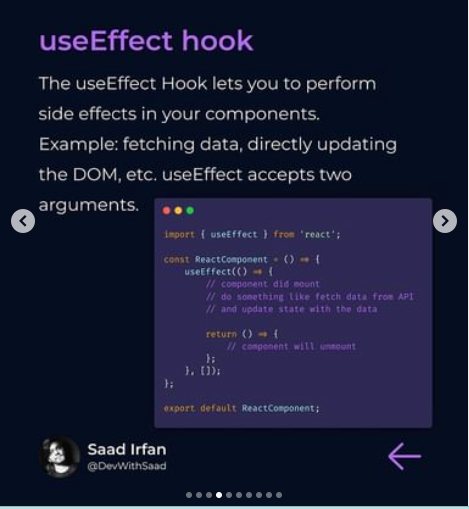 useEffect hook
The useEffect Hook lets you to perform
side effects in your components.
Example: fetching data, directly updating
the DOM, etc. useEffect accepts two
arguments.
import { useEffect } from 'react';
const ReactComponent = () => {
useEffect(() => {
// component did mount
// do something like fetch data from API
// and update state with the data
return () => {
// component will unmount
};
}, []);
};
export default ReactComponent;
Saad Irfan
@DevWithSaad